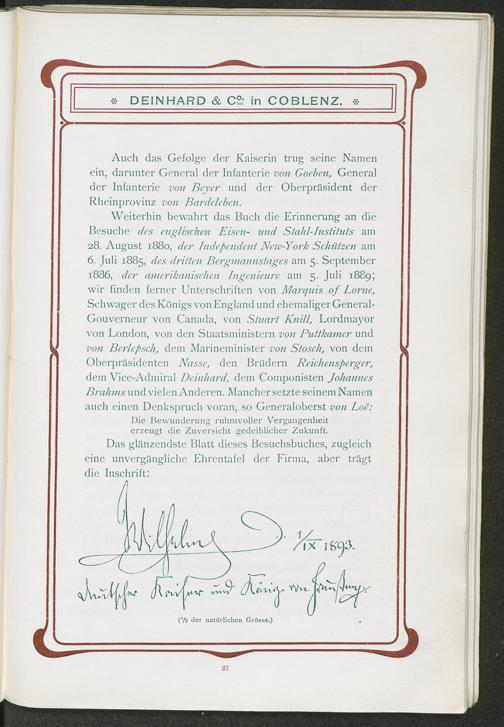 * DEINHARD & Co. in COBLENZ. *
Auch das Gefolge der Kaiserin trug seine Namen
ein, darunter General der Infanterie von Goeben, General
der Infanterie von Beyer und der Oberpräsident der
Rheinprovinz von Bardeleben.
Weiterhin bewahrt das Buch die Erinnerung an die
Besuche des englischen Eisen- und Stahl-Instituts am
28. August 1880, der Independent New-York Schützen am
6. Juli 1885, des dritten Bergmannstages am 5. September
1886, der amerikanischen Ingenieure am 5. Juli 1889;
wir finden ferner Unterschriften von Marquis of Lorne,
Schwager des Königs von England und ehemaliger General-
Gouverneur von Canada, von Stuart Knill, Lordmayor
von London, von den Staatsministern von Puttkamer und
von Berlepsch, dem Marineminister von Stosch, von dem
Oberpräsidenten Nasse, den Brüdern Reichensperger,
dem Vice-Admiral Deinhard, dem Componisten Johannes
Brahms und vielen Anderen. Mancher setzte seinem Namen
auch einen Denkspruch voran, so Generaloberst von Loë:
Die Bewunderung ruhmvoller Vergangenheit
erzeugt die Zuversicht gedeihlicher Zukunft.
Das glänzendste Blatt dieses Besuchsbuches, zugleich
eine unvergängliche Ehrentafel der Firma, aber trägt
die Inschrift:
Wilhelm 1/IX 1893.
deutscher Kaiser und König von Preußen.
(1/2 der natürlichen Grösse.)
27